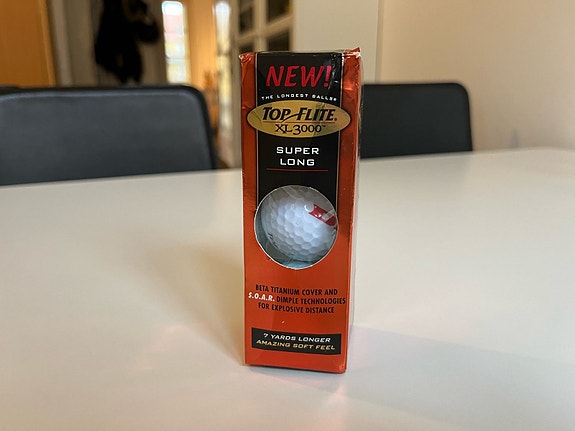 NEW!
THE LONGEST BALLS®
TOP-FLITE®
XL3000™
SUPER
LONG
BETA TITANIUM COVER AND
S.O.A.R. DIMPLE TECHNOLOGIES
FOR EXPLOSIVE DISTANCE
7 YARDS LONGER
AMAZING SOFT FEEL